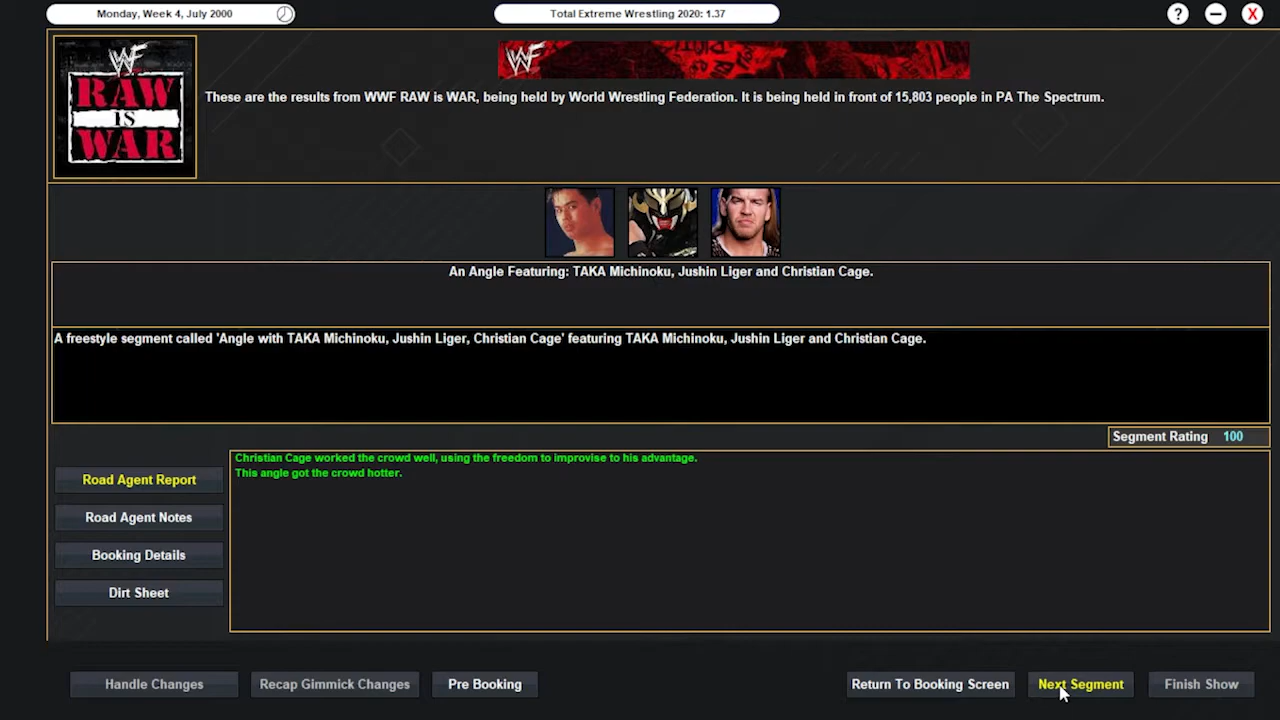 Monday, Week 4, July 2000
Total Extreme Wrestling 2020: 1.37
?
X
WF
RAW
IS
WAR
WF
These are the results from WWF RAW is WAR, being held by World Wrestling Federation. It is being held in front of 15,803 people in PA The Spectrum.
An Angle Featuring: TAKA Michinoku, Jushin Liger and Christian Cage.
A freestyle segment called 'Angle with TAKA Michinoku, Jushin Liger, Christian Cage' featuring TAKA Michinoku, Jushin Liger and Christian Cage.
Segment Rating 100
Christian Cage worked the crowd well, using the freedom to improvise to his advantage.
This angle got the crowd hotter.
Road Agent Report
Road Agent Notes
Booking Details
Dirt Sheet
Handle Changes
Recap Gimmick Changes
Pre Booking
Return To Booking Screen
Next Segment
Finish Show